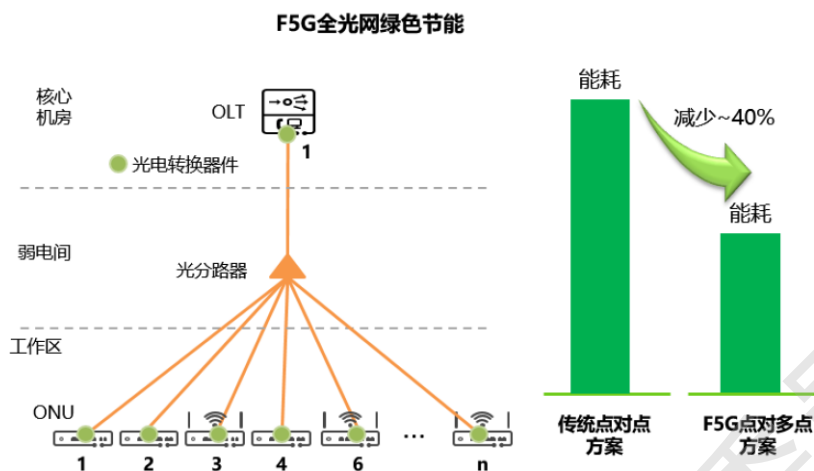 F5G全光网绿色节能
核心
机房
OLT
1
光电转换器件
弱电间
光分路器
工作区
ONU
1
2
3
4
6
...
n
能耗
减少~40%
能耗
传统点对点
方案
F5G点对多点
方案